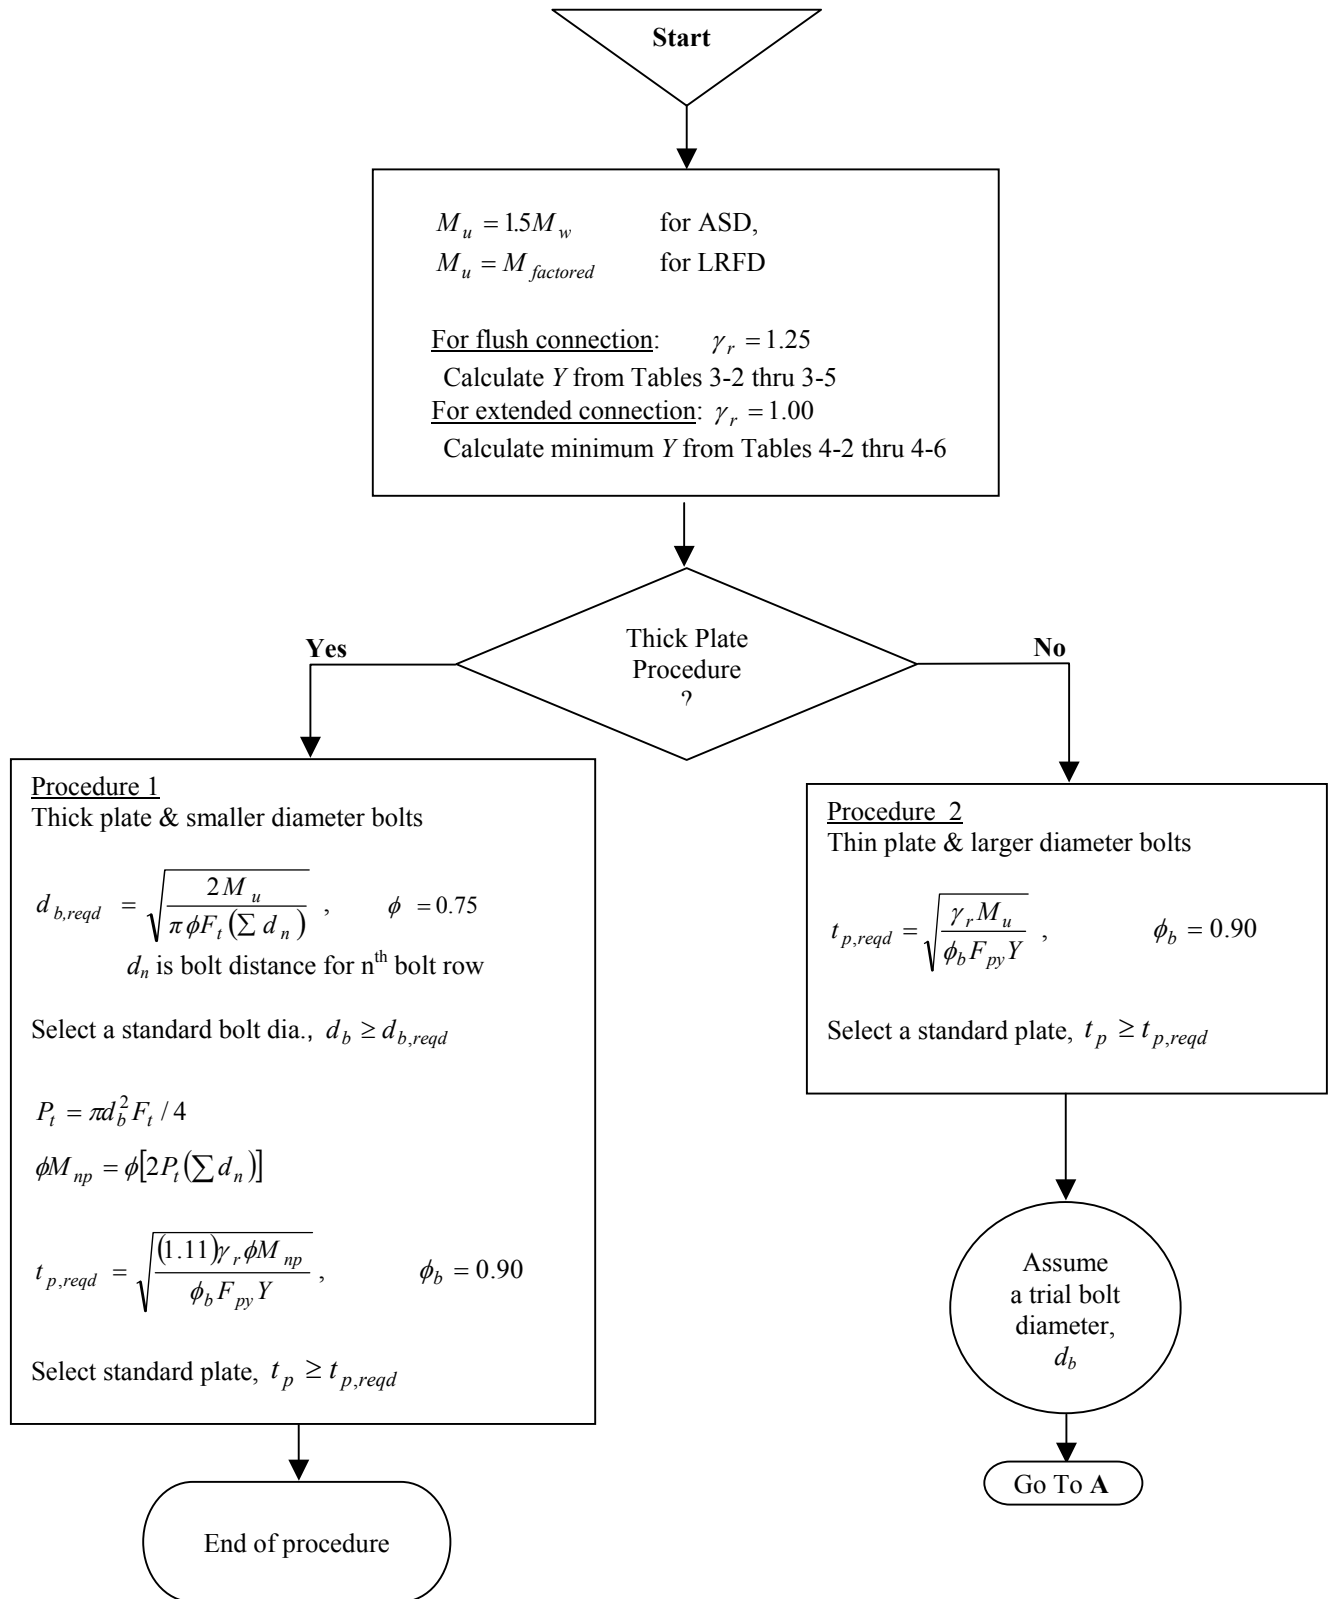 Start
M_u = 1.5M_w for ASD,
M_u = M_factored for LRFD
For flush connection: γ_r = 1.25
Calculate Y from Tables 3-2 thru 3-5
For extended connection: γ_r = 1.00
Calculate minimum Y from Tables 4-2 thru 4-6
Thick Plate
Procedure
?
Yes
No
Procedure 1
Thick plate & smaller diameter bolts
d_b,reqd = √(2M_u / πϕF_t(∑d_n)) , ϕ = 0.75
d_n is bolt distance for n^th bolt row
Select a standard bolt dia., d_b ≥ d_b,reqd
P_t = πd_b^2 F_t / 4
ϕM_np = ϕ[2P_t(∑d_n)]
t_p,reqd = √((1.11)γ_r ϕM_np / ϕ_b F_py Y) , ϕ_b = 0.90
Select standard plate, t_p ≥ t_p,reqd
End of procedure
Procedure 2
Thin plate & larger diameter bolts
t_p,reqd = √(γ_r M_u / ϕ_b F_py Y) , ϕ_b = 0.90
Select a standard plate, t_p ≥ t_p,reqd
Assume
a trial bolt
diameter,
d_b
Go To A